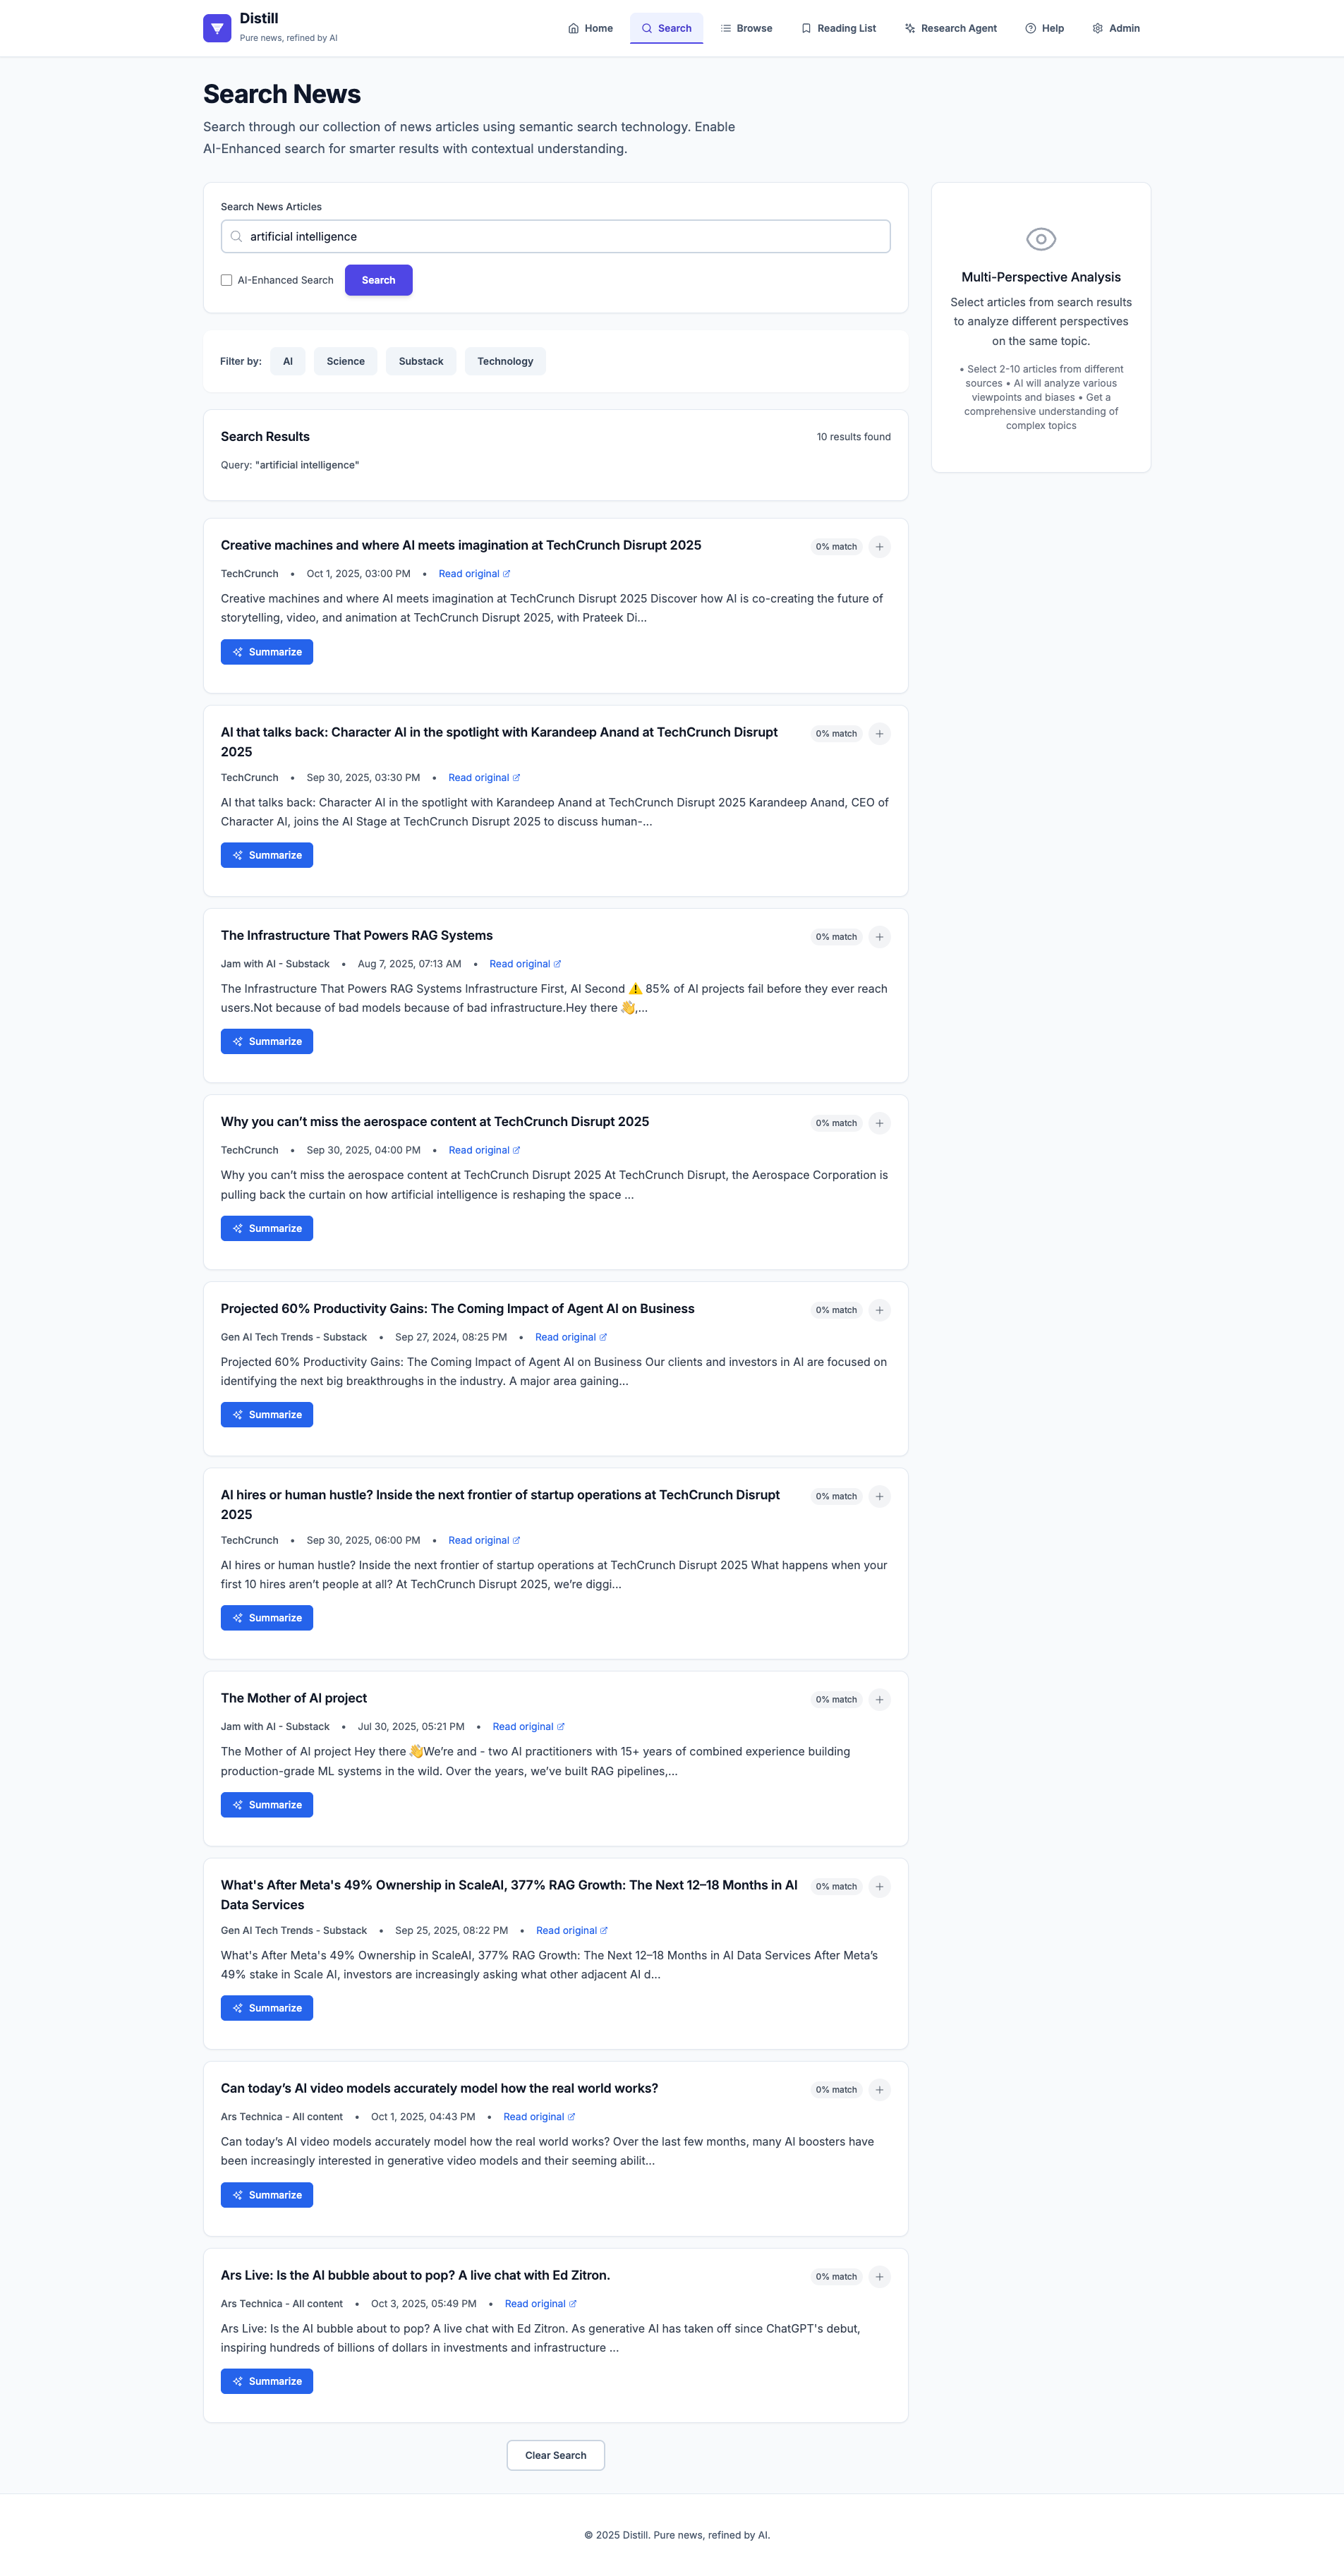 Distill
Pure news, refined by AI
Home
Search
Browse
Reading List
Research Agent
Help
Admin
Search News
Search through our collection of news articles using semantic search technology. Enable
AI-Enhanced search for smarter results with contextual understanding.
Search News Articles
artificial intelligence
AI-Enhanced Search
Search
Filter by:
AI
Science
Substack
Technology
Multi-Perspective Analysis
Select articles from search results
to analyze different perspectives
on the same topic.
• Select 2-10 articles from different
sources • AI will analyze various
viewpoints and biases • Get a
comprehensive understanding of
complex topics
Search Results
10 results found
Query: "artificial intelligence"
Creative machines and where AI meets imagination at TechCrunch Disrupt 2025
0% match
TechCrunch • Oct 1, 2025, 03:00 PM • Read original
Creative machines and where AI meets imagination at TechCrunch Disrupt 2025 Discover how AI is co-creating the future of
storytelling, video, and animation at TechCrunch Disrupt 2025, with Prateek Di...
Summarize
AI that talks back: Character AI in the spotlight with Karandeep Anand at TechCrunch Disrupt
2025
0% match
TechCrunch • Sep 30, 2025, 03:30 PM • Read original
AI that talks back: Character AI in the spotlight with Karandeep Anand at TechCrunch Disrupt 2025 Karandeep Anand, CEO of
Character AI, joins the AI Stage at TechCrunch Disrupt 2025 to discuss human-...
Summarize
The Infrastructure That Powers RAG Systems
0% match
Jam with AI - Substack • Aug 7, 2025, 07:13 AM • Read original
The Infrastructure That Powers RAG Systems Infrastructure First, AI Second ⚠️ 85% of AI projects fail before they ever reach
users.Not because of bad models because of bad infrastructure.Hey there 👋,...
Summarize
Why you can’t miss the aerospace content at TechCrunch Disrupt 2025
0% match
TechCrunch • Sep 30, 2025, 04:00 PM • Read original
Why you can’t miss the aerospace content at TechCrunch Disrupt 2025 At TechCrunch Disrupt, the Aerospace Corporation is
pulling back the curtain on how artificial intelligence is reshaping the space ...
Summarize
Projected 60% Productivity Gains: The Coming Impact of Agent AI on Business
0% match
Gen AI Tech Trends - Substack • Sep 27, 2024, 08:25 PM • Read original
Projected 60% Productivity Gains: The Coming Impact of Agent AI on Business Our clients and investors in AI are focused on
identifying the next big breakthroughs in the industry. A major area gaining...
Summarize
AI hires or human hustle? Inside the next frontier of startup operations at TechCrunch Disrupt
2025
0% match
TechCrunch • Sep 30, 2025, 06:00 PM • Read original
AI hires or human hustle? Inside the next frontier of startup operations at TechCrunch Disrupt 2025 What happens when your
first 10 hires aren’t people at all? At TechCrunch Disrupt 2025, we’re diggi...
Summarize
The Mother of AI project
0% match
Jam with AI - Substack • Jul 30, 2025, 05:21 PM • Read original
The Mother of AI project Hey there 👋We’re and - two AI practitioners with 15+ years of combined experience building
production-grade ML systems in the wild. Over the years, we’ve built RAG pipelines,...
Summarize
What's After Meta's 49% Ownership in ScaleAI, 377% RAG Growth: The Next 12–18 Months in AI
Data Services
0% match
Gen AI Tech Trends - Substack • Sep 25, 2025, 08:22 PM • Read original
What's After Meta's 49% Ownership in ScaleAI, 377% RAG Growth: The Next 12–18 Months in AI Data Services After Meta’s
49% stake in Scale AI, investors are increasingly asking what other adjacent AI d...
Summarize
Can today’s AI video models accurately model how the real world works?
0% match
Ars Technica - All content • Oct 1, 2025, 04:43 PM • Read original
Can today’s AI video models accurately model how the real world works? Over the last few months, many AI boosters have
been increasingly interested in generative video models and their seeming abilit...
Summarize
Ars Live: Is the AI bubble about to pop? A live chat with Ed Zitron.
0% match
Ars Technica - All content • Oct 3, 2025, 05:49 PM • Read original
Ars Live: Is the AI bubble about to pop? A live chat with Ed Zitron. As generative AI has taken off since ChatGPT's debut,
inspiring hundreds of billions of dollars in investments and infrastructure ...
Summarize
Clear Search
© 2025 Distill. Pure news, refined by AI.